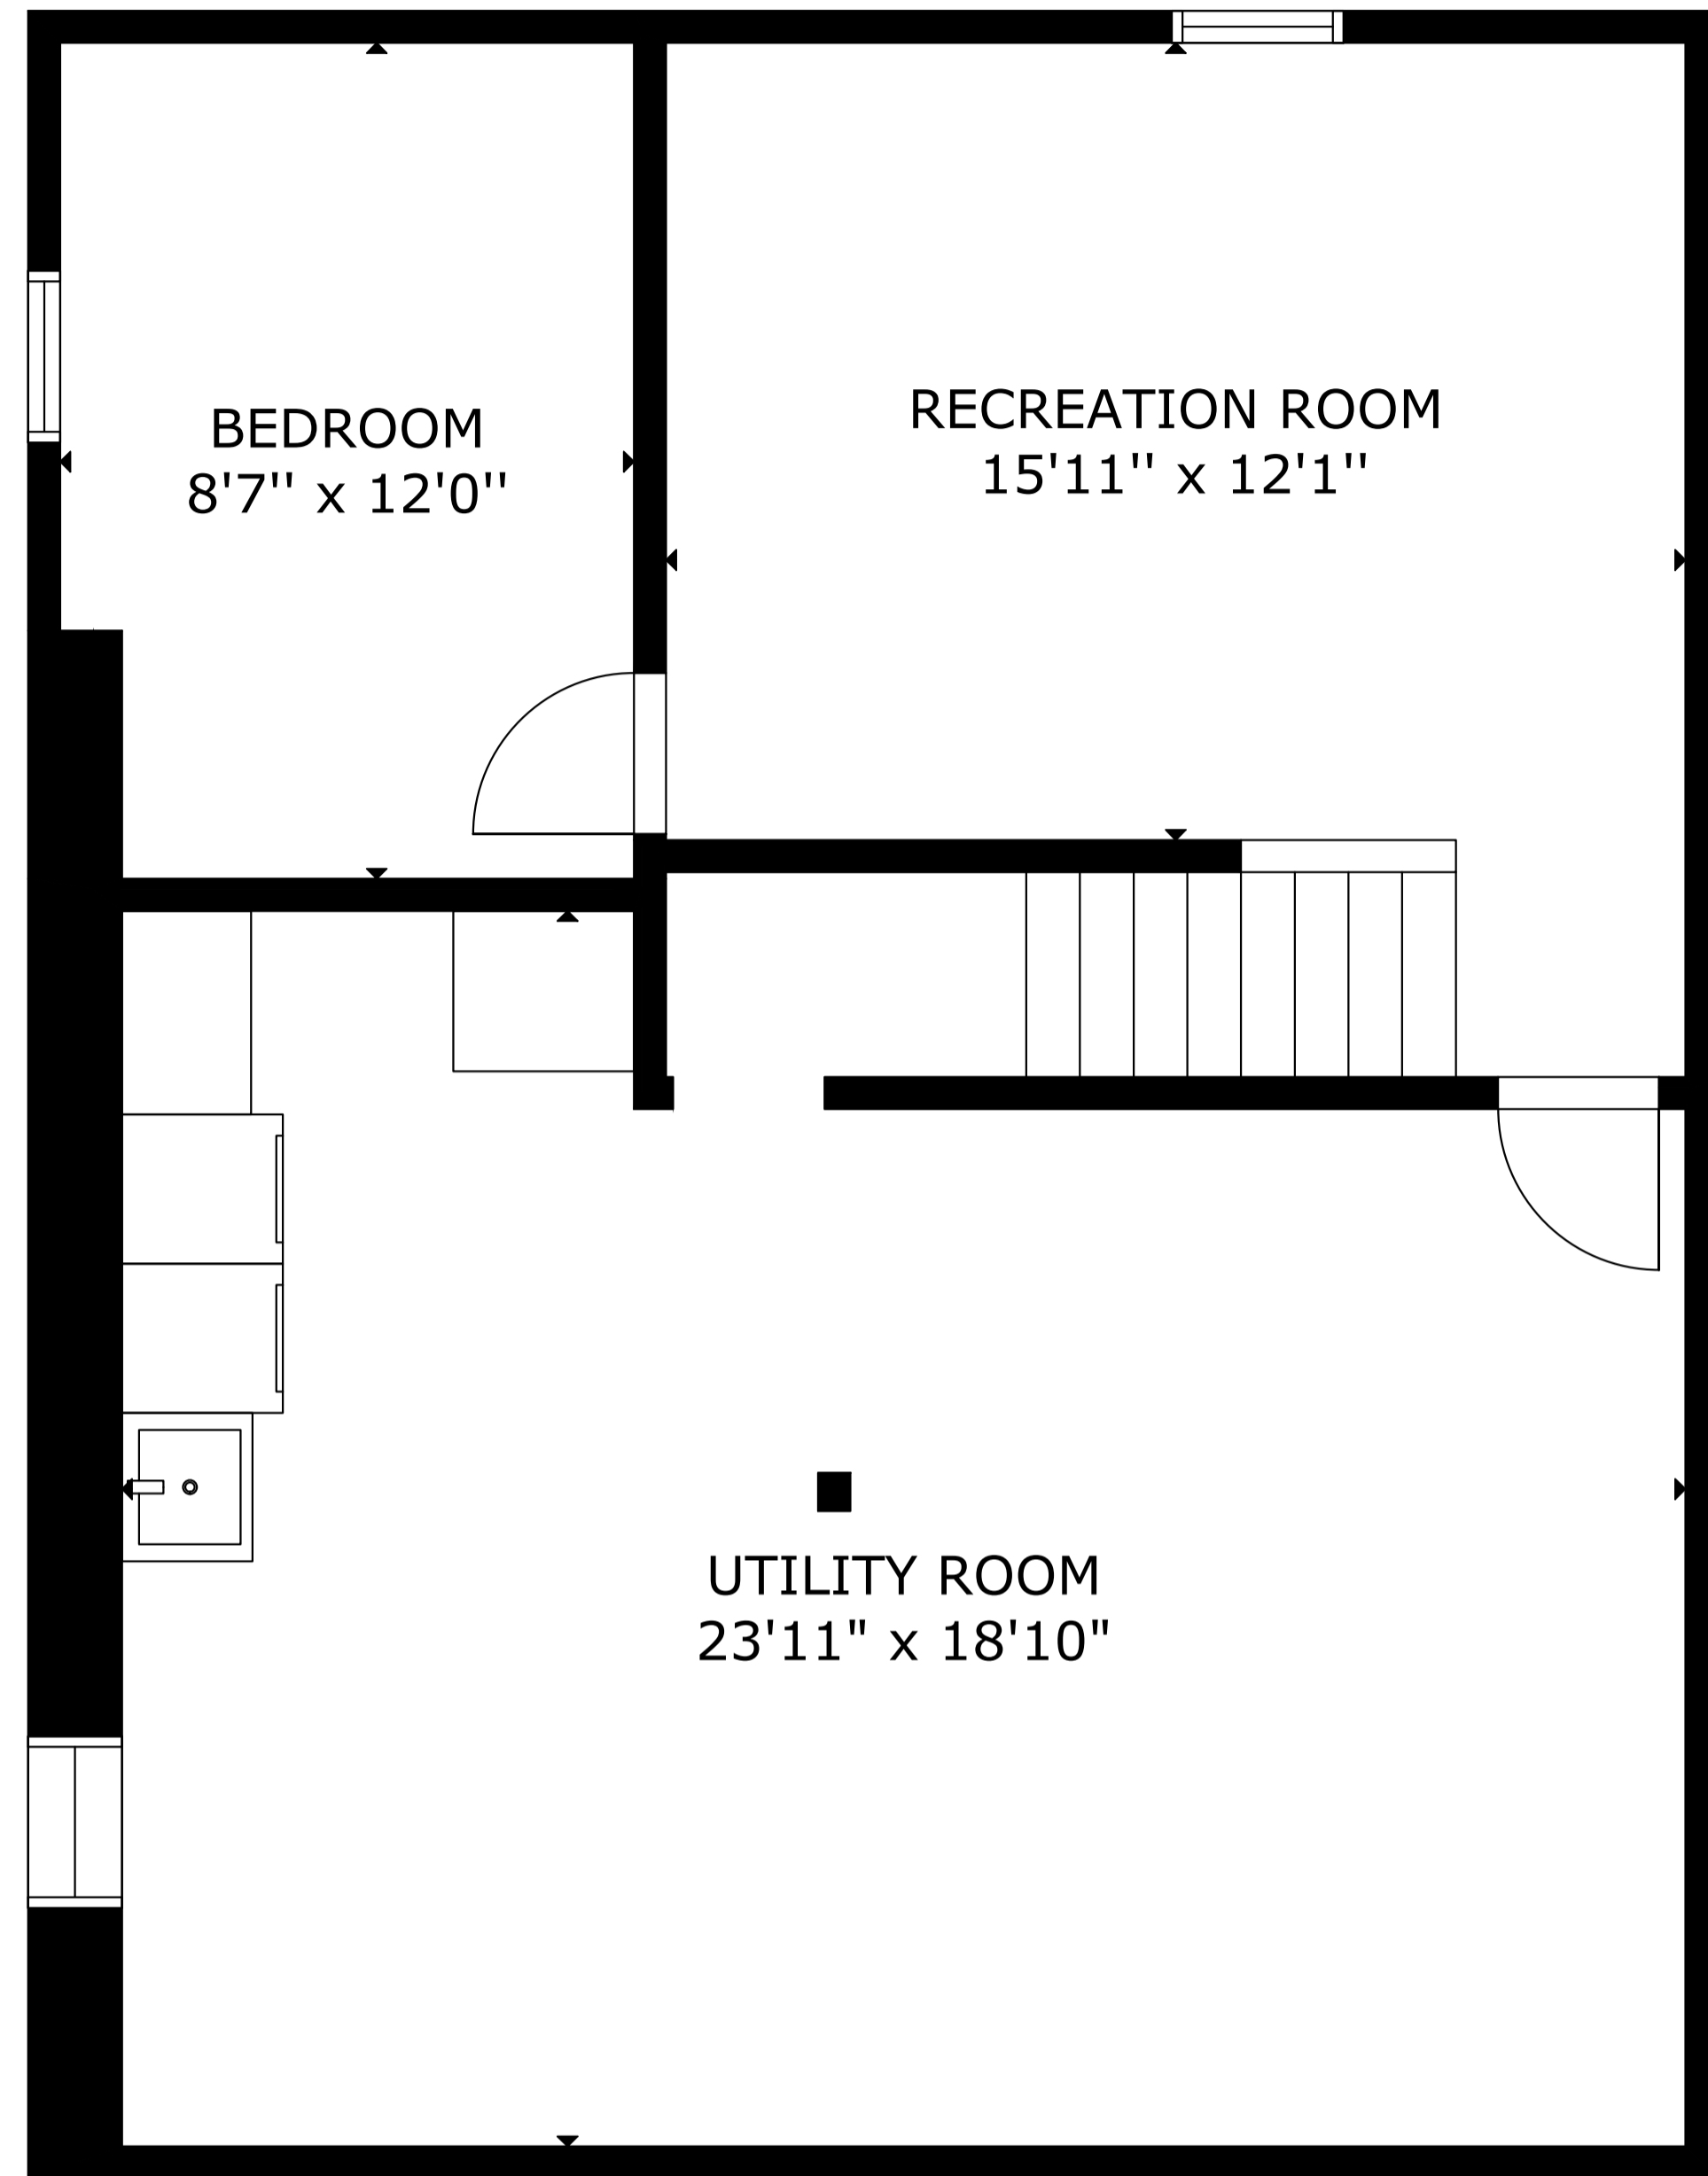 BEDROOM
8'7" x 12'0"
RECREATION ROOM
15'11" x 12'1"
UTILITY ROOM
23'11" x 18'10"